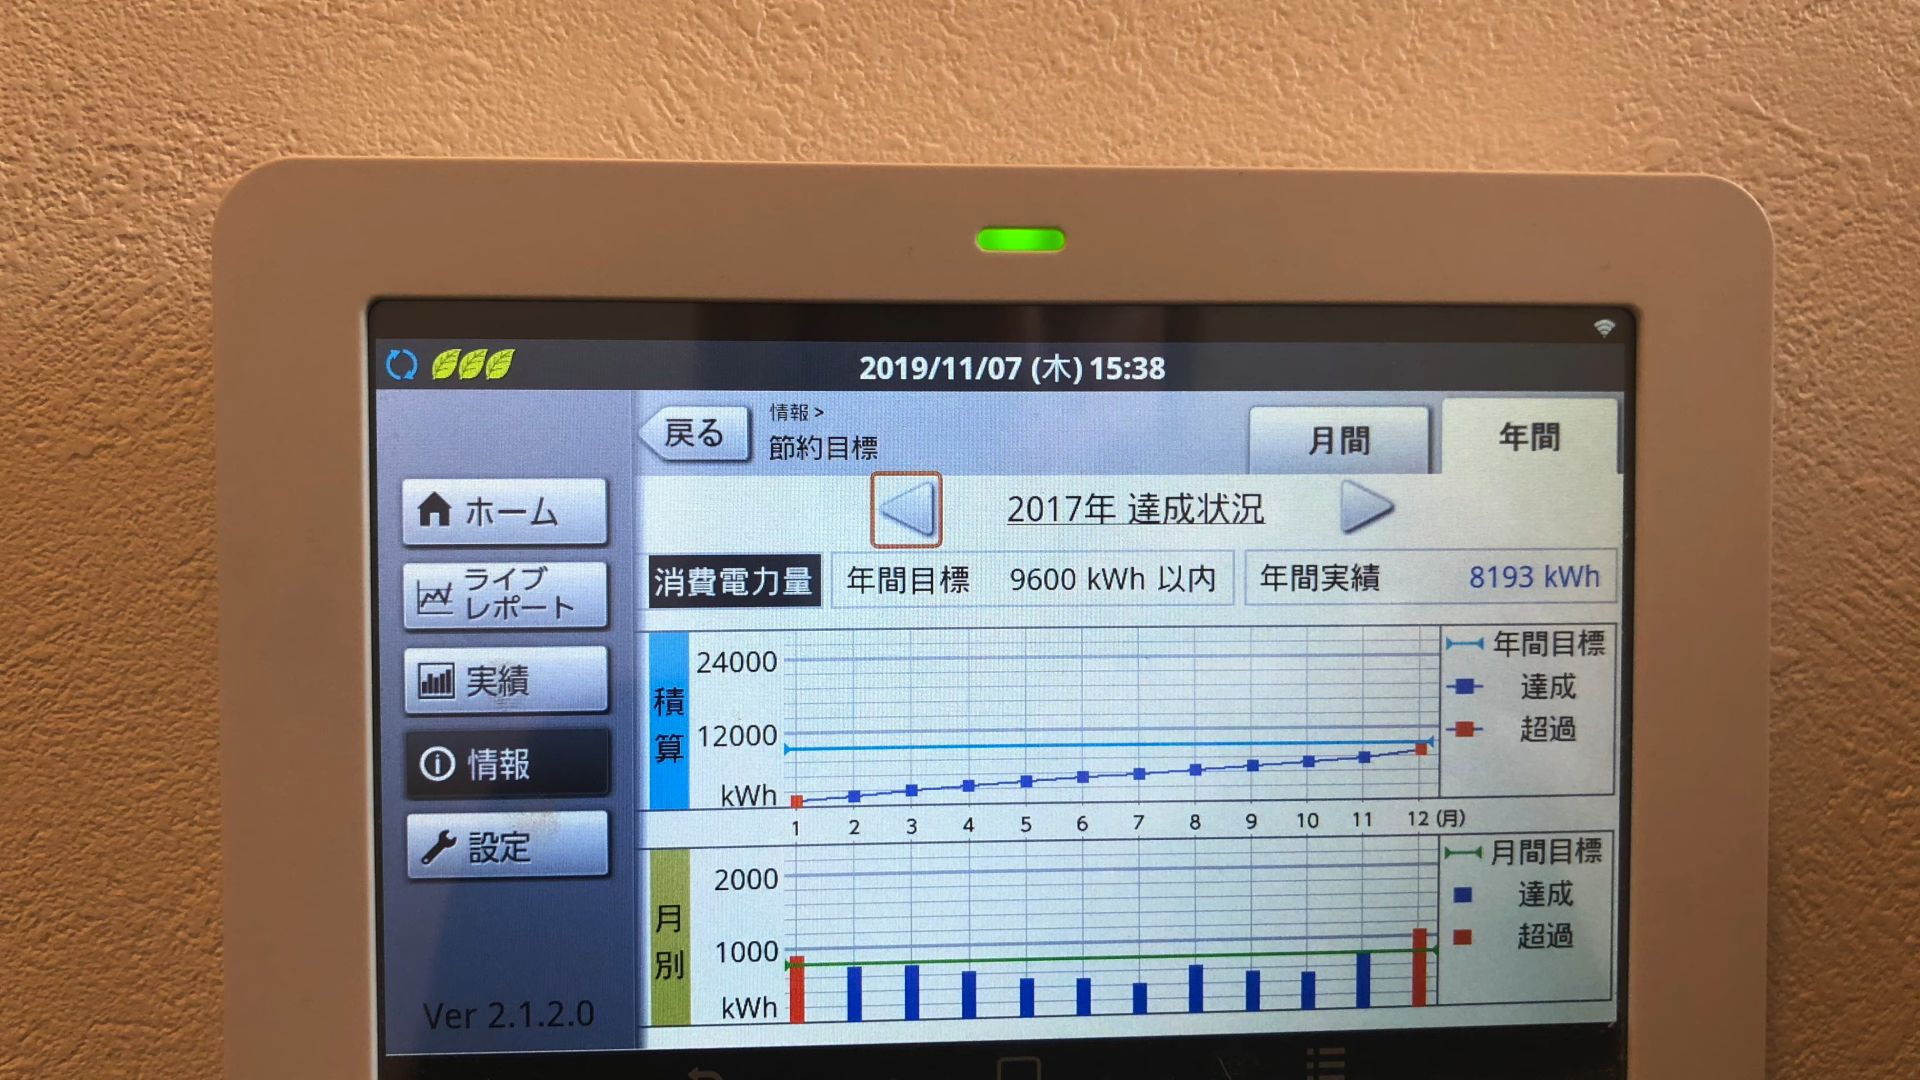 2019/11/07 (木) 15:38
戻る
情報 >
節約目標
月間
年間
ホーム
ライブ
レポート
実績
情報
設定
Ver 2.1.2.0
2017年 達成状況
消費電力量
年間目標 9600 kWh 以内
年間実績 8193 kWh
積算
24000
12000
kWh
1 2 3 4 5 6 7 8 9 10 11 12 (月)
年間目標
達成
超過
月別
2000
1000
kWh
月間目標
達成
超過